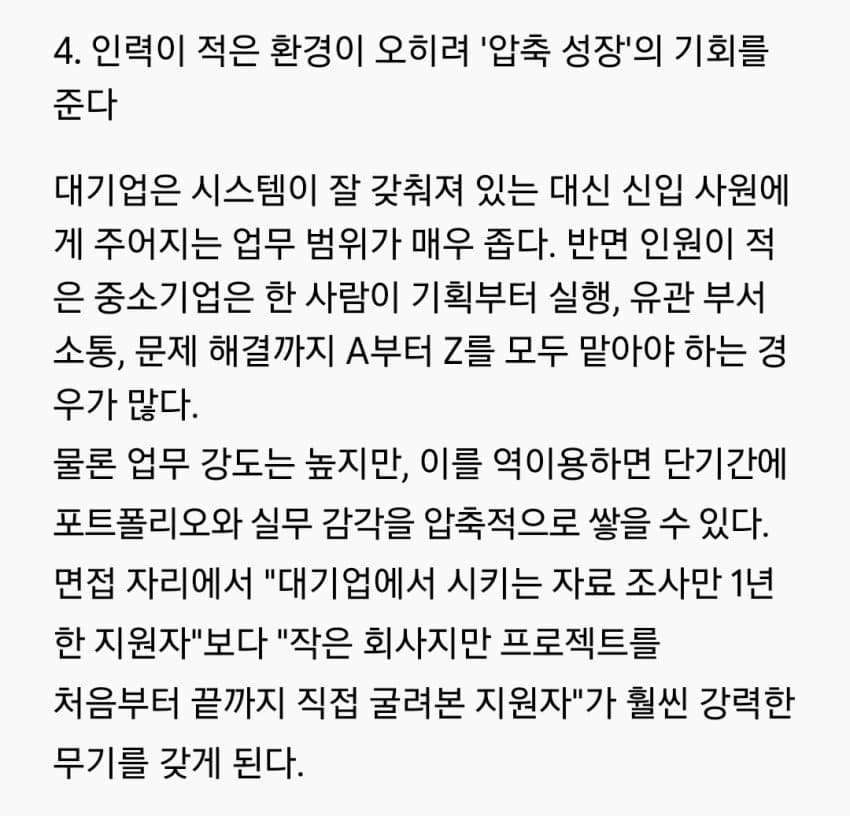 4. 인력이 적은 환경이 오히려 '압축 성장'의 기회를
준다
대기업은 시스템이 잘 갖춰져 있는 대신 신입 사원에
게 주어지는 업무 범위가 매우 좁다. 반면 인원이 적
은 중소기업은 한 사람이 기획부터 실행, 유관 부서
소통, 문제 해결까지 A부터 Z를 모두 맡아야 하는 경
우가 많다.
물론 업무 강도는 높지만, 이를 역이용하면 단기간에
포트폴리오와 실무 감각을 압축적으로 쌓을 수 있다.
면접 자리에서 "대기업에서 시키는 자료 조사만 1년
한 지원자"보다 "작은 회사지만 프로젝트를
처음부터 끝까지 직접 굴려본 지원자"가 훨씬 강력한
무기를 갖게 된다.